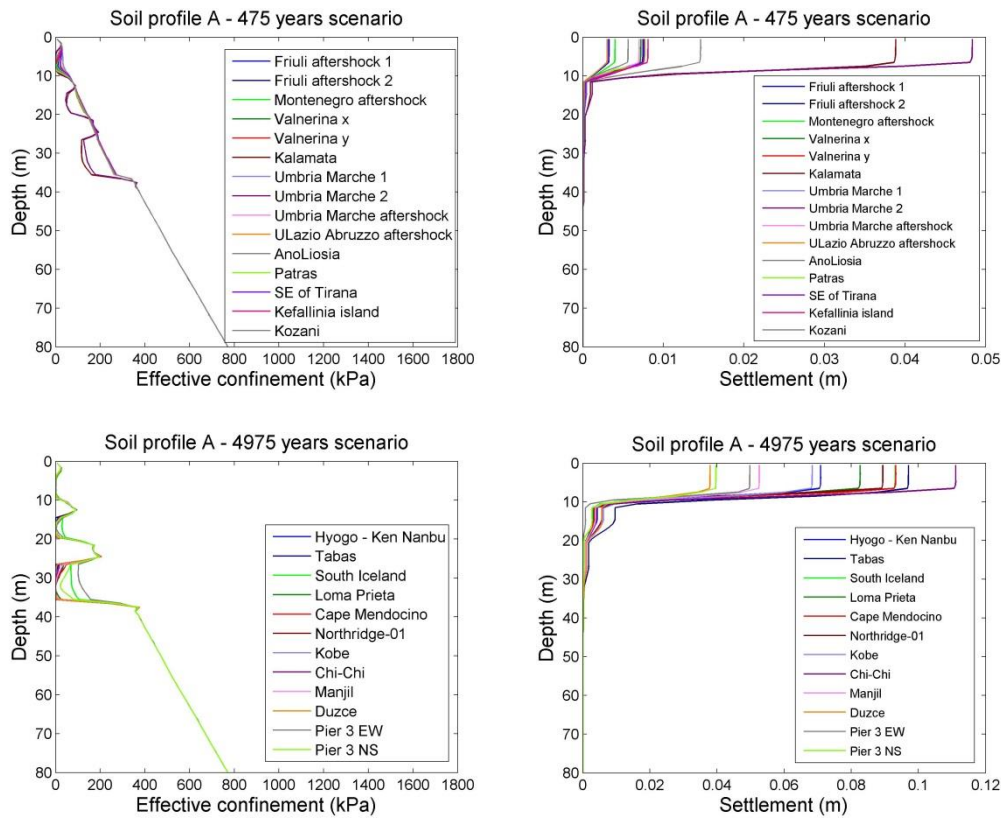 Soil profile A - 475 years scenario
0
10
20
30
40
50
60
70
80
Depth (m)
0
200
400
600
800
1000
1200
1400
1600
1800
Effective confinement (kPa)
Friuli aftershock 1
Friuli aftershock 2
Montenegro aftershock
Valnerina x
Valnerina y
Kalamata
Umbria Marche 1
Umbria Marche 2
Umbria Marche aftershock
ULazio Abruzzo aftershock
AnoLiosia
Patras
SE of Tirana
Kefallinia island
Kozani
Soil profile A - 475 years scenario
0
10
20
30
40
50
60
70
80
Depth (m)
0
0.01
0.02
0.03
0.04
0.05
Settlement (m)
Friuli aftershock 1
Friuli aftershock 2
Montenegro aftershock
Valnerina x
Valnerina y
Kalamata
Umbria Marche 1
Umbria Marche 2
Umbria Marche aftershock
ULazio Abruzzo aftershock
AnoLiosia
Patras
SE of Tirana
Kefallinia island
Kozani
Soil profile A - 4975 years scenario
0
10
20
30
40
50
60
70
80
Depth (m)
0
200
400
600
800
1000
1200
1400
1600
1800
Effective confinement (kPa)
Hyogo - Ken Nanbu
Tabas
South Iceland
Loma Prieta
Cape Mendocino
Northridge-01
Kobe
Chi-Chi
Manjil
Duzce
Pier 3 EW
Pier 3 NS
Soil profile A - 4975 years scenario
0
10
20
30
40
50
60
70
80
Depth (m)
0
0.02
0.04
0.06
0.08
0.1
0.12
Settlement (m)
Hyogo - Ken Nanbu
Tabas
South Iceland
Loma Prieta
Cape Mendocino
Northridge-01
Kobe
Chi-Chi
Manjil
Duzce
Pier 3 EW
Pier 3 NS